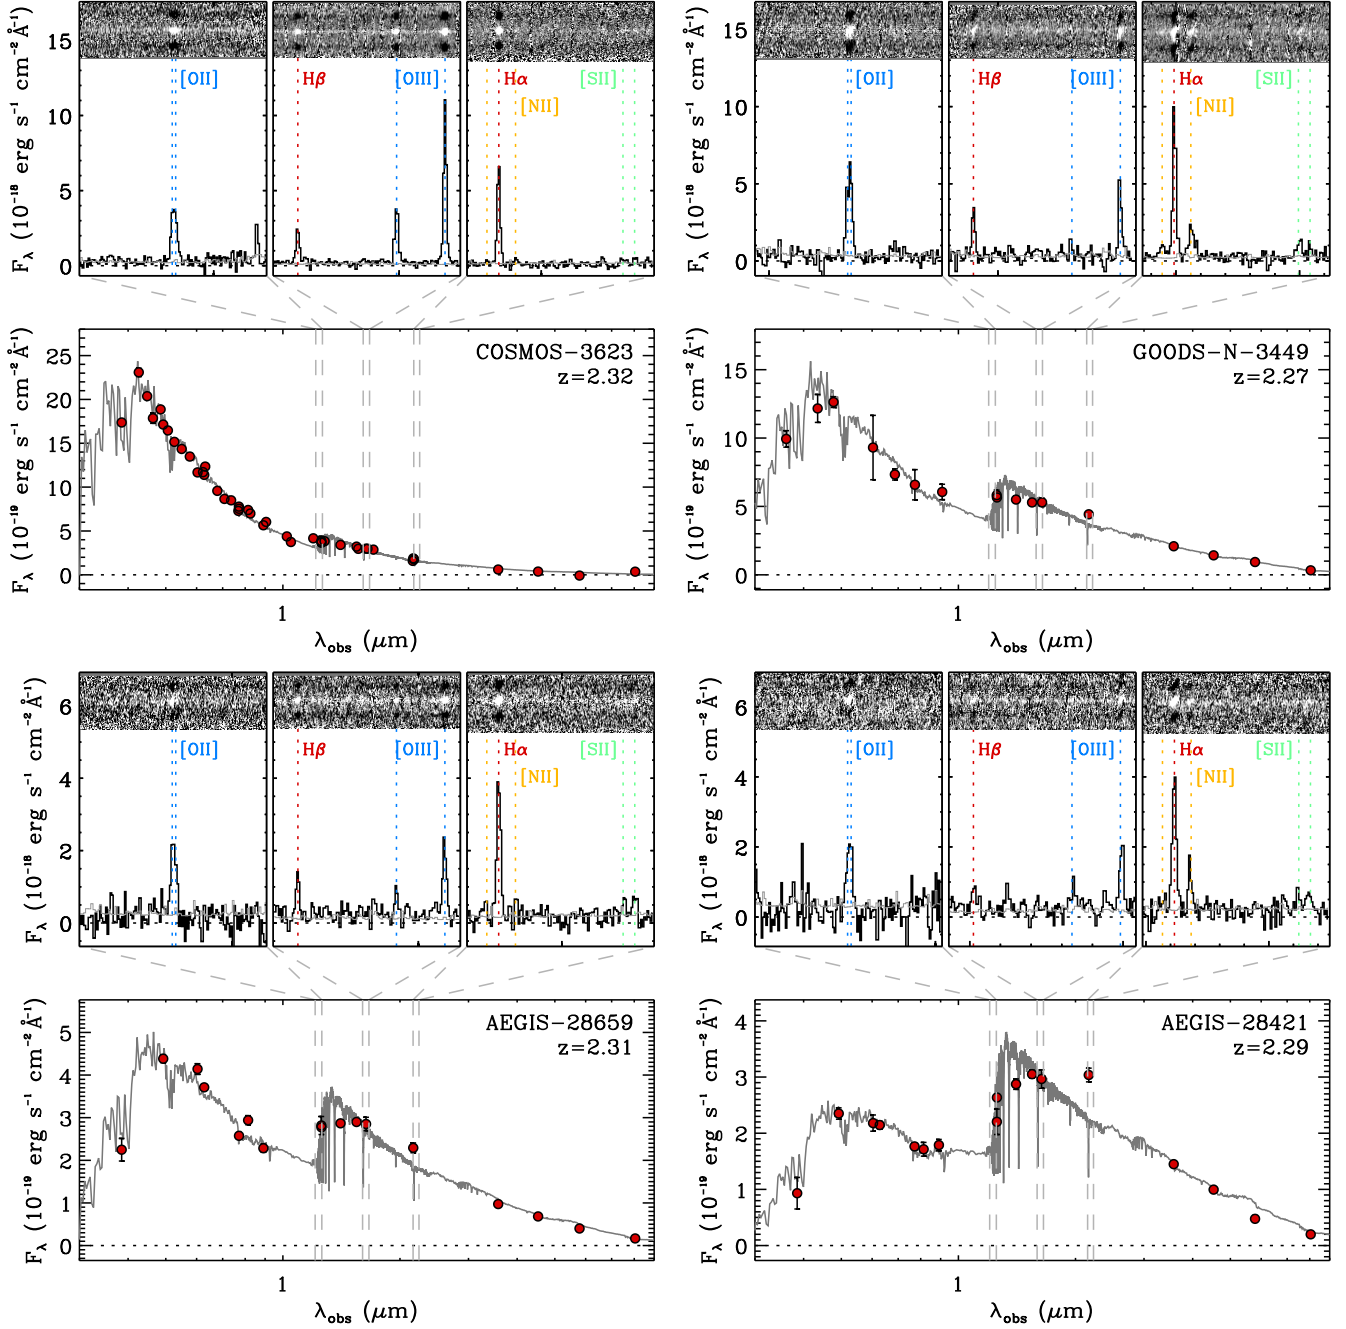 [OII] Hβ [OIII] Hα [SII]
[NII]
15
10
5
0
F_λ (10⁻¹⁸ erg s⁻¹ cm⁻² Å⁻¹)
COSMOS-3623
z=2.32
25
20
15
10
5
0
F_λ (10⁻¹⁹ erg s⁻¹ cm⁻² Å⁻¹)
1
λ_obs (μm)
[OII] Hβ [OIII] Hα [SII]
[NII]
15
10
5
0
F_λ (10⁻¹⁸ erg s⁻¹ cm⁻² Å⁻¹)
GOODS-N-3449
z=2.27
15
10
5
0
F_λ (10⁻¹⁹ erg s⁻¹ cm⁻² Å⁻¹)
1
λ_obs (μm)
[OII] Hβ [OIII] Hα [SII]
[NII]
6
4
2
0
F_λ (10⁻¹⁸ erg s⁻¹ cm⁻² Å⁻¹)
AEGIS-28659
z=2.31
5
4
3
2
1
0
F_λ (10⁻¹⁹ erg s⁻¹ cm⁻² Å⁻¹)
1
λ_obs (μm)
[OII] Hβ [OIII] Hα [SII]
[NII]
6
4
2
0
F_λ (10⁻¹⁸ erg s⁻¹ cm⁻² Å⁻¹)
AEGIS-28421
z=2.29
4
3
2
1
0
F_λ (10⁻¹⁹ erg s⁻¹ cm⁻² Å⁻¹)
1
λ_obs (μm)